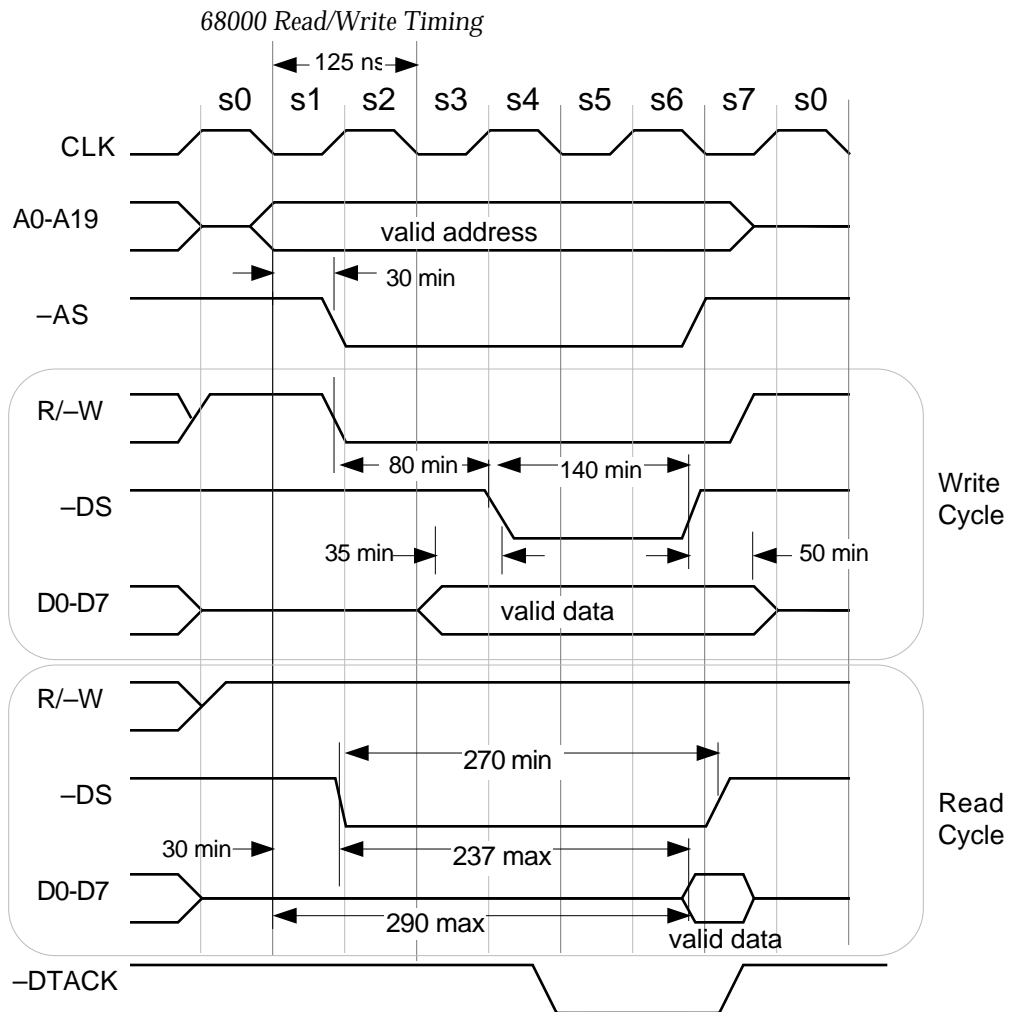 68000 Read/Write Timing
125 ns
s0 s1 s2 s3 s4 s5 s6 s7 s0
CLK
A0-A19
valid address
30 min
–AS
R/–W
80 min
140 min
Write
Cycle
–DS
35 min
50 min
D0-D7
valid data
R/–W
270 min
–DS
Read
Cycle
30 min
237 max
D0-D7
290 max
valid data
–DTACK